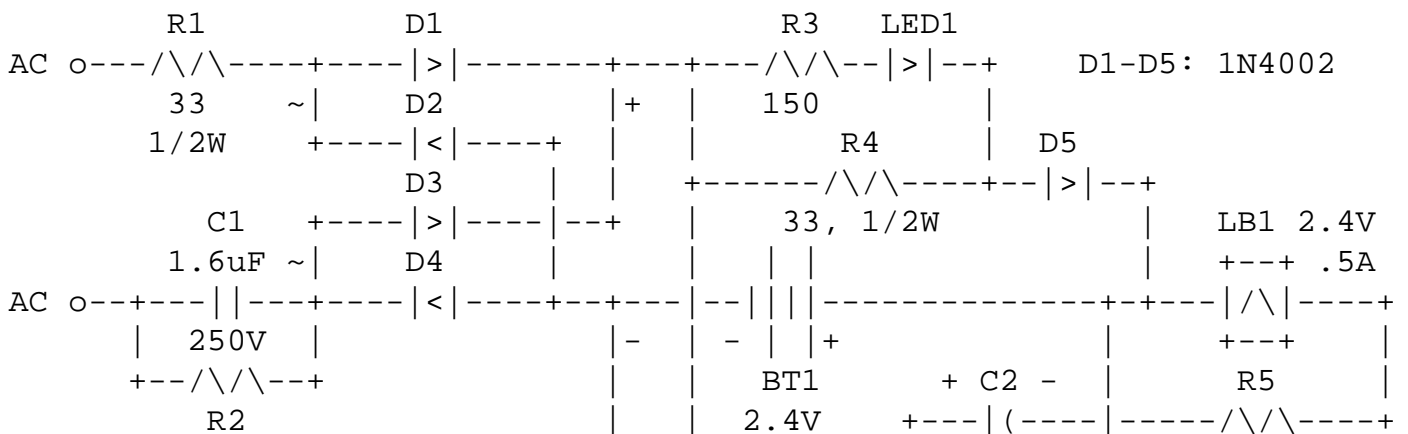 R1                 D1                            R3      LED1
AC o---/\/\----+----|>|-------+---+---/\/\--|>|--+     D1-D5: 1N4002
          33     ~|     D2          |+  |    150          |
         1/2W     +----|<|----+  |   |         R4        |   D5
                        D3       |  |   +------/\/\----+--|>|--+
           C1     +----|>|----|--+    |     33, 1/2W           |    LB1 2.4V
         1.6uF ~|     D4       |       |    | |                    |    +--+ .5A
AC o--+---||---+----|<|----+--+---|--||||--------------+-+---|/\|----+
       |   250V   |                |-  | - | |+              |      +--+     |
       +--/\/\--+                |    |    BT1      + C2 -   |       R5      |
           R2                    |    |   2.4V     +---|(----|-----/\/\----+